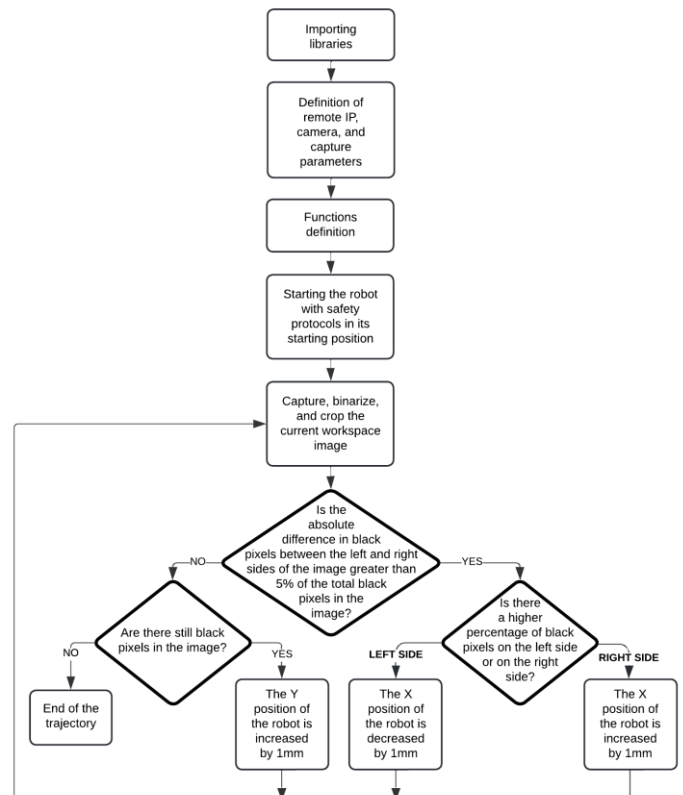 Importing
libraries
Definition of
remote IP,
camera, and
capture
parameters
Functions
definition
Starting the robot
with safety
protocols in its
starting position
Capture, binarize,
and crop the
current workspace
image
Is the
absolute
difference in black
pixels between the left and right
sides of the image greater than
5% of the total black
pixels in the
image?
NO
YES
Are there still black
pixels in the image?
NO
YES
Is there
a higher
percentage of black
pixels on the left side
or on the right
side?
LEFT SIDE
RIGHT SIDE
End of the
trajectory
The Y
position of
the robot is
increased
by 1mm
The X
position of
the robot is
decreased
by 1mm
The X
position of
the robot is
increased
by 1mm